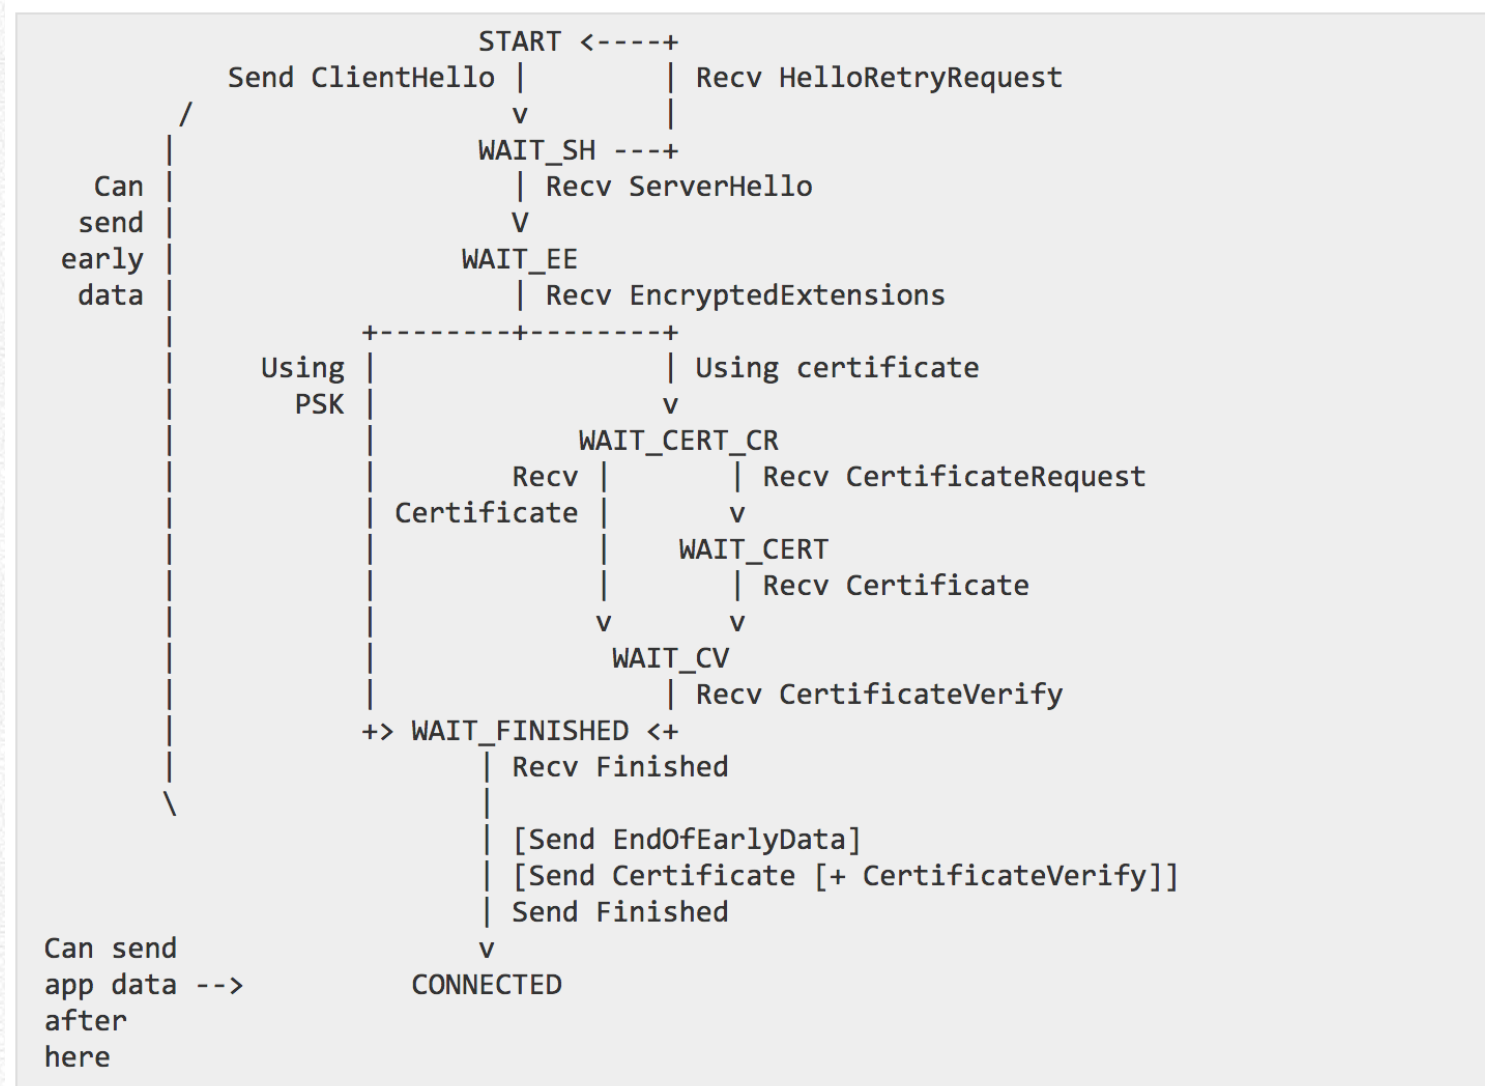 START <----+
Send ClientHello |        | Recv HelloRetryRequest
/                   v        |
|                 WAIT_SH ---+
Can |                    | Recv ServerHello
send |                    V
early |                 WAIT_EE
data |                    | Recv EncryptedExtensions
|           +--------+--------+
|     Using |                 | Using certificate
|       PSK |                 v
|           |            WAIT_CERT_CR
|           |        Recv |       | Recv CertificateRequest
|           | Certificate |       v
|           |             |    WAIT_CERT
|           |             |       | Recv Certificate
|           |             v       v
|           |              WAIT_CV
|           |                 | Recv CertificateVerify
|           +> WAIT_FINISHED <+
|                  | Recv Finished
\                  |
| [Send EndOfEarlyData]
| [Send Certificate [+ CertificateVerify]]
| Send Finished
Can send                  v
app data -->          CONNECTED
after
here